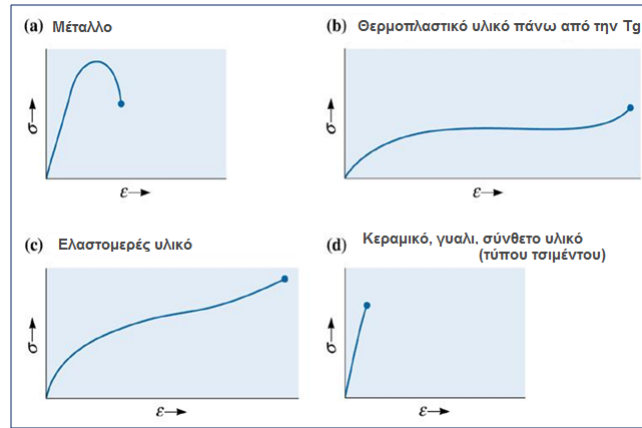 (a) Μέταλλο
(b) Θερμοπλαστικό υλικό πάνω από την Tg
σ→
ε→
σ→
ε→
(c) Ελαστομερές υλικό
(d) Κεραμικό, γυαλι, σύνθετο υλικό
(τύπου τσιμέντου)
σ→
ε→
σ→
ε→